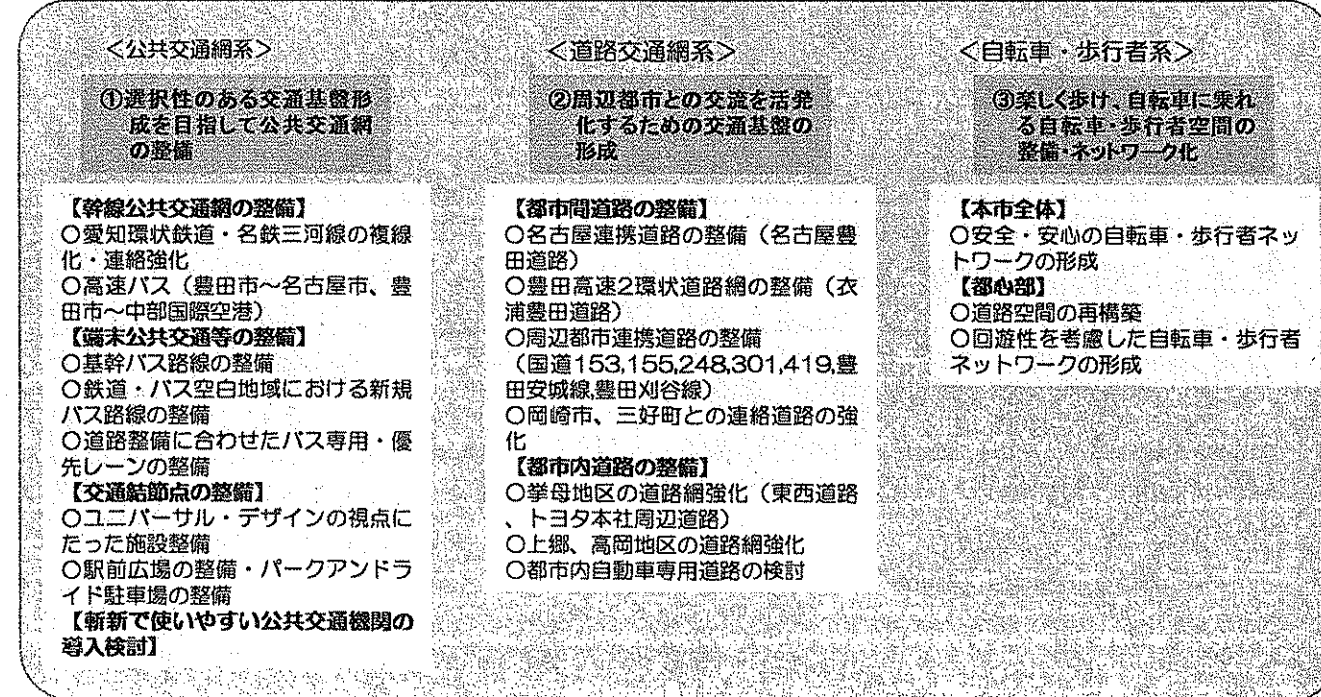 ＜公共交通網系＞
①選択性のある交通基盤形
成を目指して公共交通網
の整備
【幹線公共交通網の整備】
○愛知環状鉄道・名鉄三河線の複線
化・連絡強化
○高速バス（豊田市～名古屋市、豊
田市～中部国際空港）
【端末公共交通等の整備】
○基幹バス路線の整備
○鉄道・バス空白地域における新規
バス路線の整備
○道路整備に合わせたバス専用・優
先レーンの整備
【交通結節点の整備】
○ユニバーサル・デザインの視点に
たった施設整備
○駅前広場の整備・パークアンドラ
イド駐車場の整備
【斬新で使いやすい公共交通機関の
導入検討】
＜道路交通網系＞
②周辺都市との交流を活発
化するための交通基盤の
形成
【都市間道路の整備】
○名古屋連携道路の整備（名古屋豊
田道路）
○豊田高速2環状道路網の整備（衣
浦豊田道路）
○周辺都市連携道路の整備
（国道153,155,248,301,419,豊
田安城線,豊田刈谷線）
○岡崎市、三好町との連絡道路の強
化
【都市内道路の整備】
○挙母地区の道路網強化（東西道路
、トヨタ本社周辺道路）
○上郷、高岡地区の道路網強化
○都市内自動車専用道路の検討
＜自転車・歩行者系＞
③楽しく歩け、自転車に乗れ
る自転車・歩行者空間の
整備・ネットワーク化
【本市全体】
○安全・安心の自転車・歩行者ネッ
トワークの形成
【都心部】
○道路空間の再構築
○回遊性を考慮した自転車・歩行者
ネットワークの形成